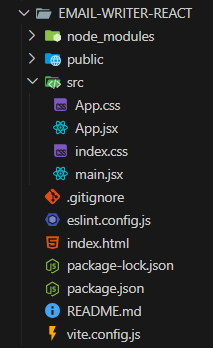 EMAIL-WRITER-REACT
node_modules
public
src
App.css
App.jsx
index.css
main.jsx
.gitignore
eslint.config.js
index.html
package-lock.json
package.json
README.md
vite.config.js